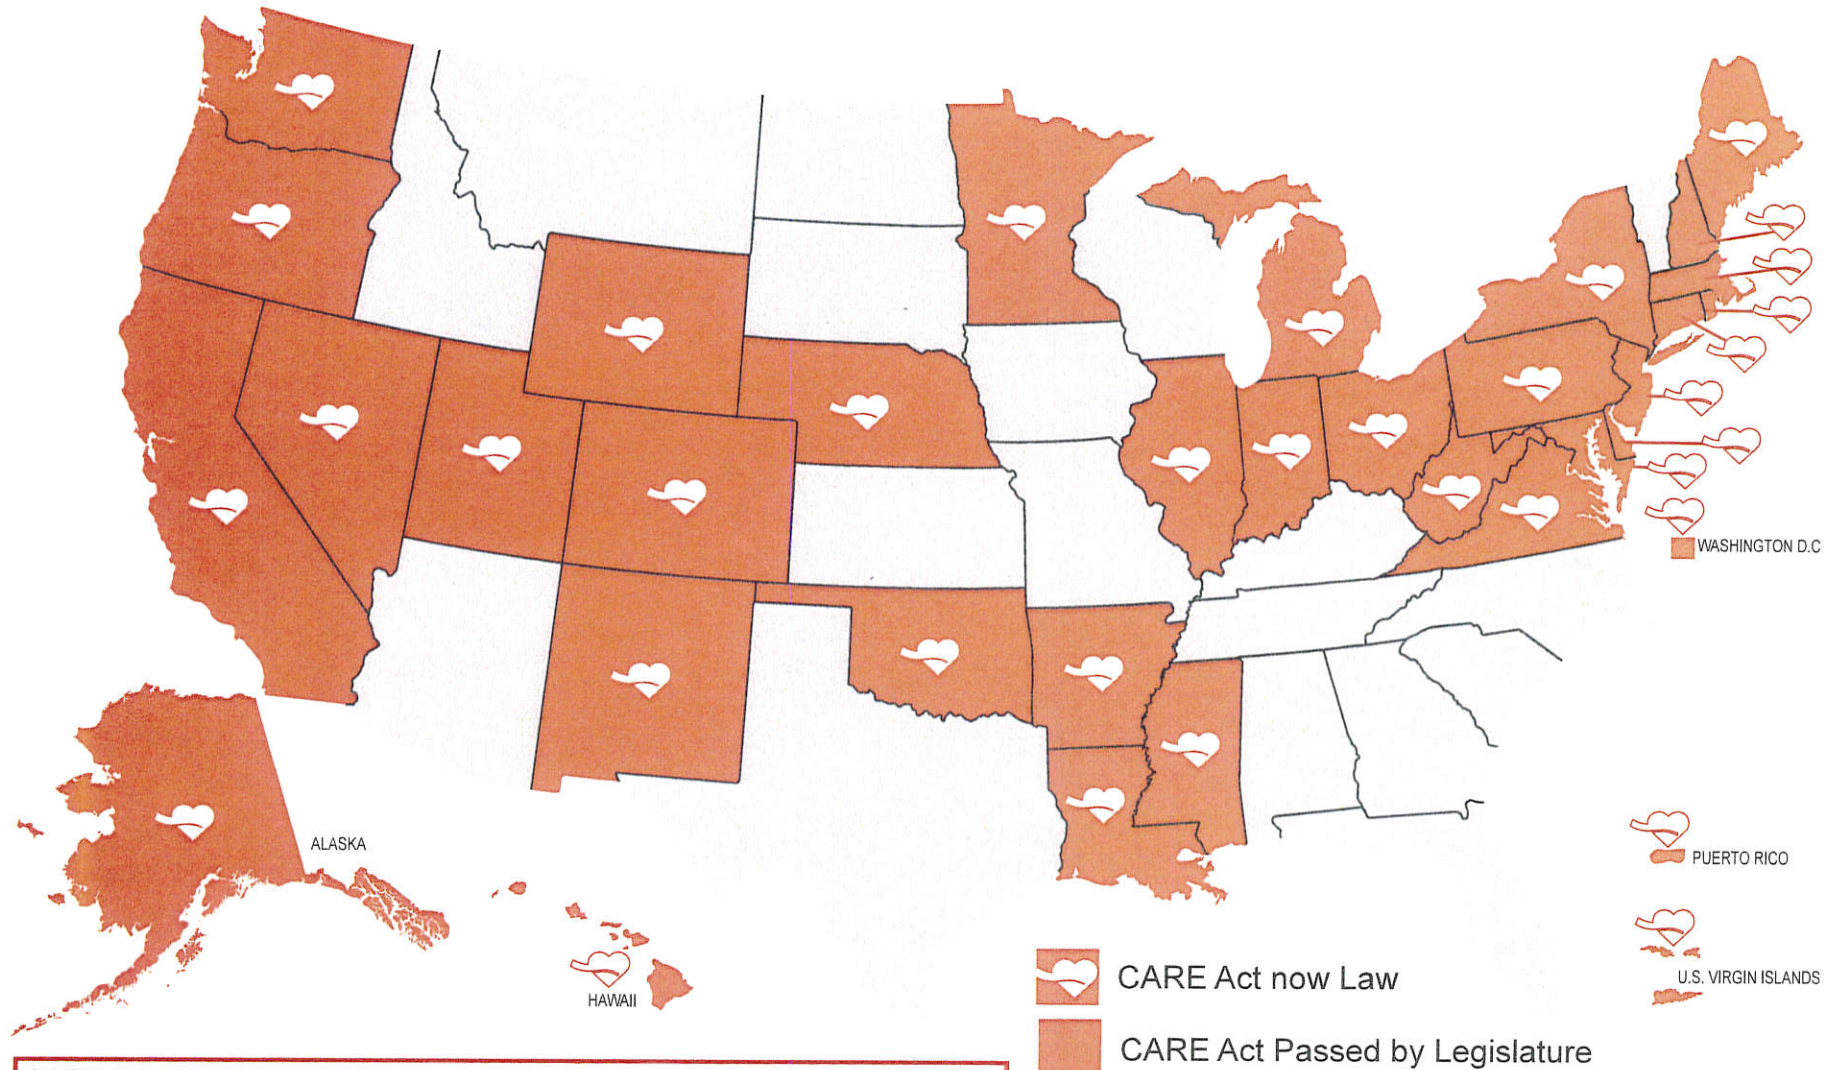 WASHINGTON D.C
ALASKA
PUERTO RICO
HAWAII
U.S. VIRGIN ISLANDS
CARE Act now Law
CARE Act Passed by Legislature